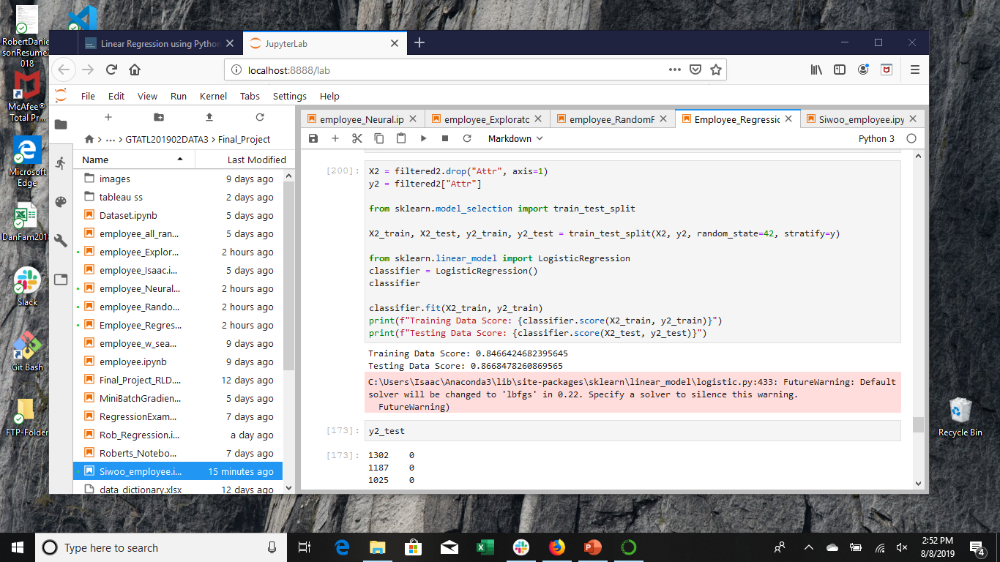 RobertDanie
sonResume2
018
McAfee®
Total Pr...
Microsoft
Edge
DanFam201
Slack
Git Bash
FTP-Folder
Recycle Bin
Linear Regression using Python
JupyterLab
localhost:8888/lab
File Edit View Run Kernel Tabs Settings Help
GTATL201902DATA3 > Final_Project
Name Last Modified
images 9 days ago
tableau ss 2 days ago
Dataset.ipynb 5 days ago
employee_all_ran... 5 days ago
employee_Explor... 2 hours ago
employee_Isaac.i... 5 days ago
employee_Neural... 2 hours ago
employee_Rando... 2 hours ago
Employee_Regres... 2 hours ago
employee_w_sea... 9 days ago
employee.ipynb 9 days ago
Final_Project_RLD.... 12 days ago
MiniBatchGradien... 5 days ago
RegressionExam... 7 days ago
Rob_Regression.i... a day ago
Roberts_Notebo... 7 days ago
Siwoo_employee.i... 15 minutes ago
data_dictionary.xlsx 12 days ago
employee_Neural.ip employee_Explorato employee_RandomF Employee_Regressio Siwoo_employee.ipy
Markdown Python 3
[200]: X2 = filtered2.drop("Attr", axis=1)
y2 = filtered2["Attr"]
from sklearn.model_selection import train_test_split
X2_train, X2_test, y2_train, y2_test = train_test_split(X2, y2, random_state=42, stratify=y)
from sklearn.linear_model import LogisticRegression
classifier = LogisticRegression()
classifier
classifier.fit(X2_train, y2_train)
print(f"Training Data Score: {classifier.score(X2_train, y2_train)}")
print(f"Testing Data Score: {classifier.score(X2_test, y2_test)}")
Training Data Score: 0.8466424682395645
Testing Data Score: 0.8668478260869565
C:\Users\Isaac\Anaconda3\lib\site-packages\sklearn\linear_model\logistic.py:433: FutureWarning: Default
solver will be changed to 'lbfgs' in 0.22. Specify a solver to silence this warning.
FutureWarning)
[173]: y2_test
[173]: 1302 0
1187 0
1025 0
Type here to search
2:52 PM
8/8/2019
4